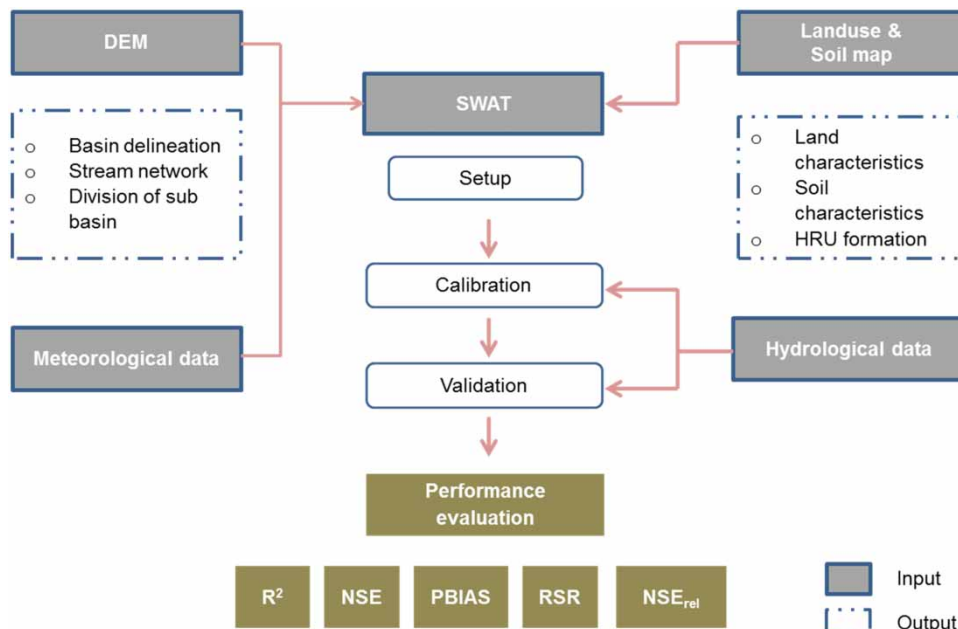 DEM
Landuse &
Soil map
SWAT
o Basin delineation
o Stream network
o Division of sub
basin
o Land
characteristics
o Soil
characteristics
o HRU formation
Setup
Calibration
Meteorological data
Hydrological data
Validation
Performance
evaluation
R²
NSE
PBIAS
RSR
NSErel
Input
Output